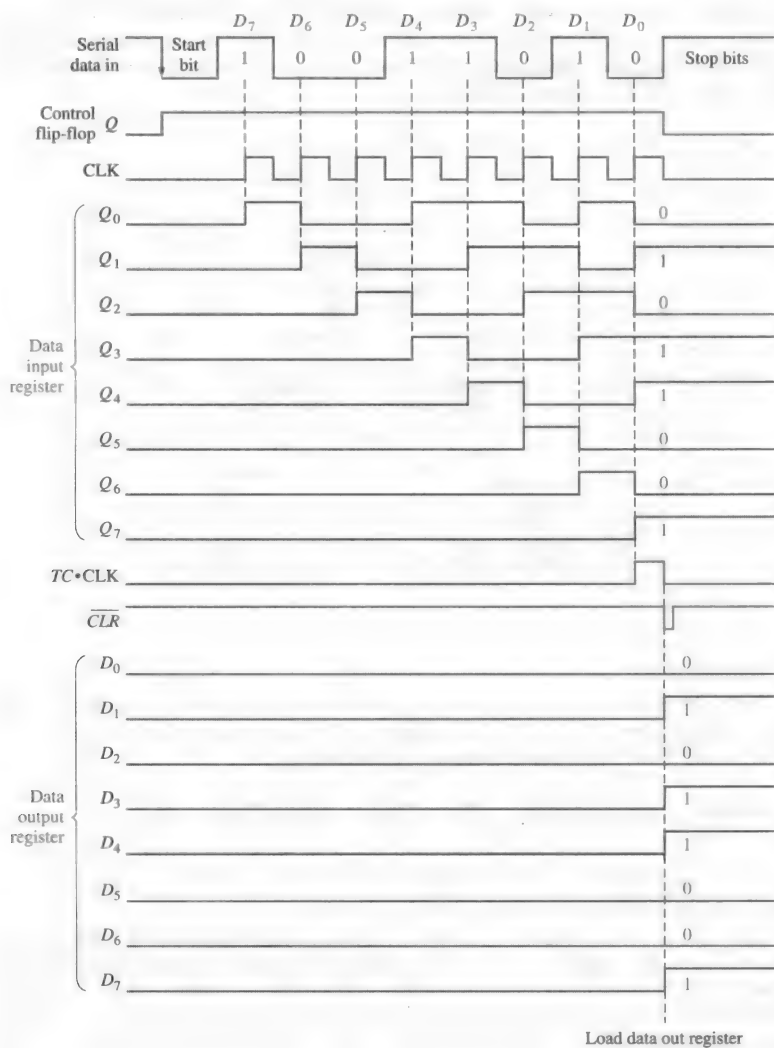 D7 D6 D5 D4 D3 D2 D1 D0
Serial data in
Start bit
1 0 0 1 1 0 1 0
Stop bits
Control flip-flop Q
CLK
Data input register
Q0 0
Q1 1
Q2 0
Q3 1
Q4 1
Q5 0
Q6 0
Q7 1
TC•CLK
CLR
Data output register
D0 0
D1 1
D2 0
D3 1
D4 1
D5 0
D6 0
D7 1
Load data out register